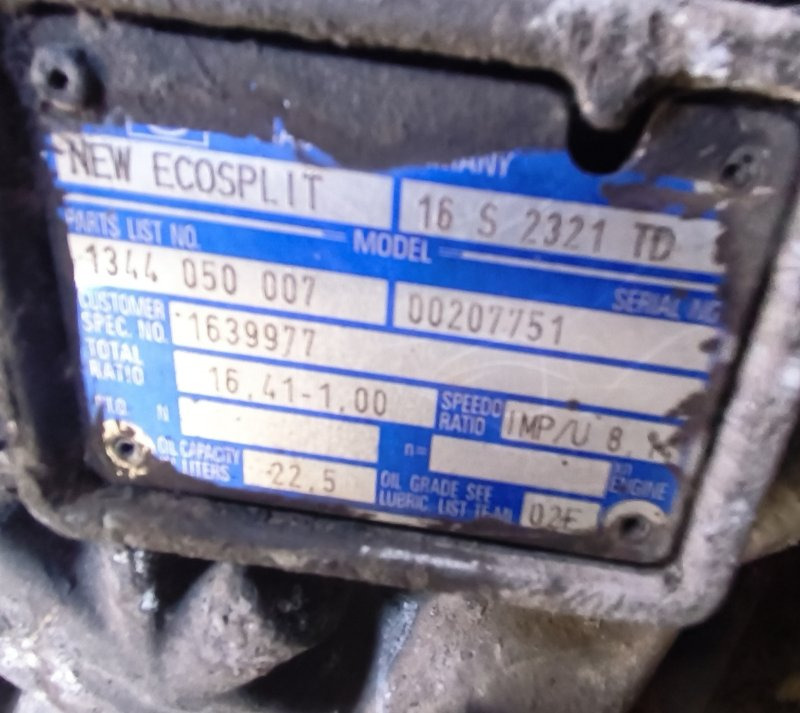 NEW ECOSPLIT 16 S 2321 TD
PARTS LIST NO. MODEL SERIAL NO
1344 050 007 00207751
CUSTOMER SPEC. NO. 1639977
TOTAL RATIO 16,41-1,00 SPEEDO RATIO IMP/U 8,
N n=
ENGINE
OIL CAPACITY LITERS 22,5 OIL GRADE SEE LUBRIC. LIST TE-ML 02E